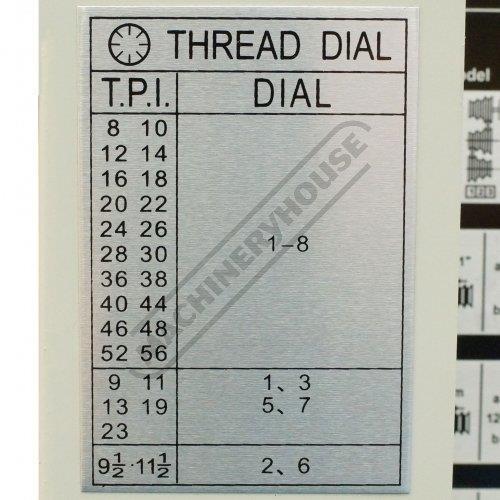 THREAD DIAL
T.P.I. DIAL
8 10
12 14
16 18
20 22
24 26
28 30
36 38
40 44
46 48
52 56
1-8
9 11
13 19
23
1、3
5、7
9½·11½ 2、6
MACHINERYHOUSE
1"
a
b
m
a
12
b